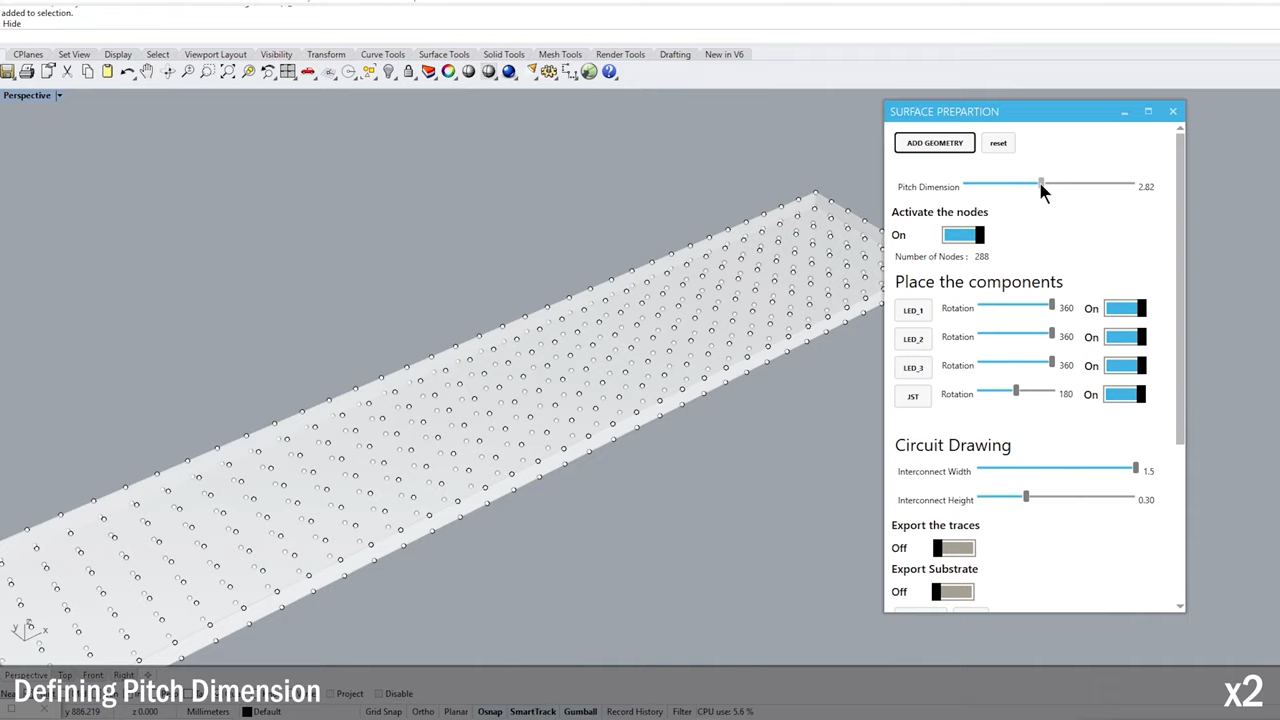 added to selection.
Hide
CPlanes Set View Display Select Viewport Layout Visibility Transform Curve Tools Surface Tools Solid Tools Mesh Tools Render Tools Drafting New in V6
Perspective
SURFACE PREPARTION
ADD GEOMETRY reset
Pitch Dimension 2.82
Activate the nodes
On
Number of Nodes : 288
Place the components
LED_1 Rotation 360 On
LED_2 Rotation 360 On
LED_3 Rotation 360 On
JST Rotation 180 On
Circuit Drawing
Interconnect Width 1.5
Interconnect Height 0.30
Export the traces
Off
Export Substrate
Off
z
y x
Perspective Top Front Right
Defining Pitch Dimension
Project Disable
x2
y 886.219 z 0.000 Millimeters Default Grid Snap Ortho Planar Osnap SmartTrack Gumball Record History Filter CPU use: 5.6 %